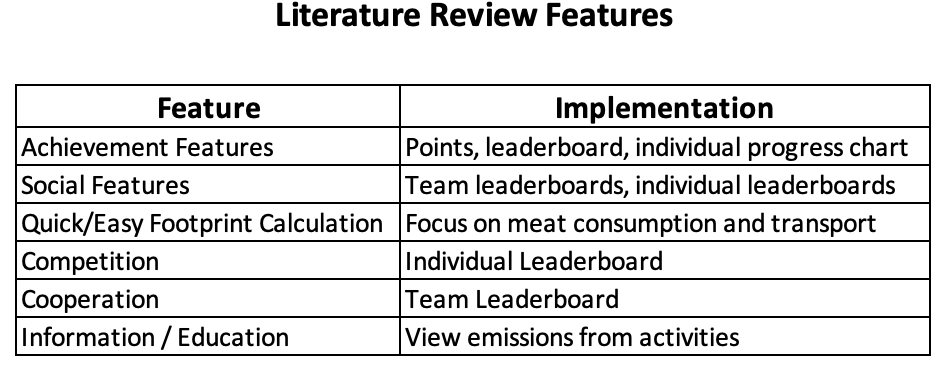 Literature Review Features
Feature Implementation
Achievement Features Points, leaderboard, individual progress chart
Social Features Team leaderboards, individual leaderboards
Quick/Easy Footprint Calculation Focus on meat consumption and transport
Competition Individual Leaderboard
Cooperation Team Leaderboard
Information / Education View emissions from activities